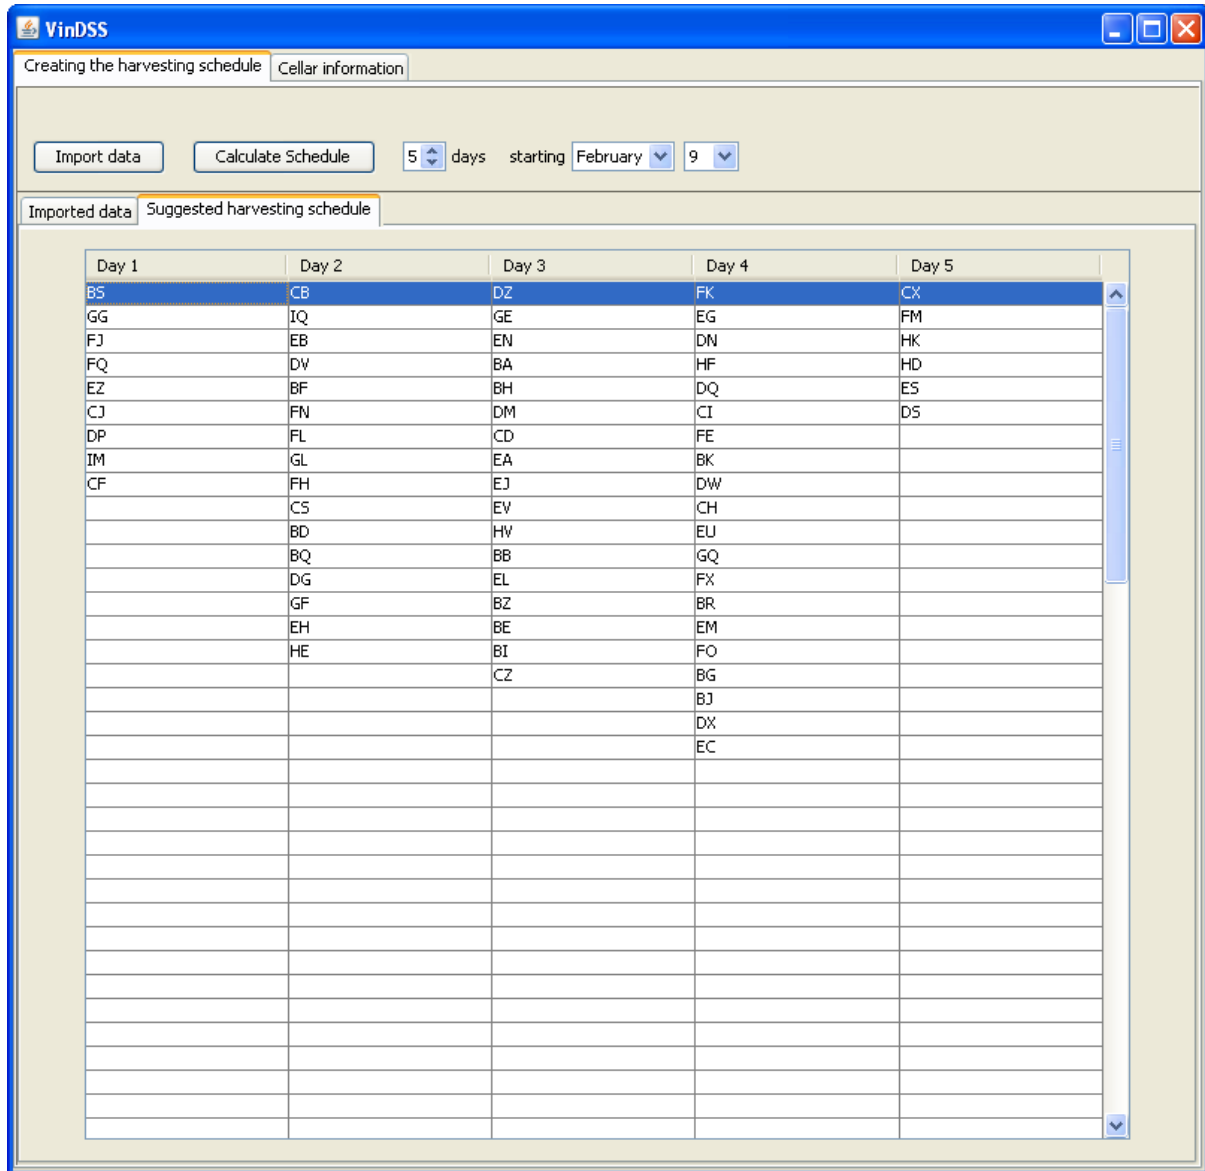 VinDSS
Creating the harvesting schedule Cellar information
Import data Calculate Schedule 5 days starting February 9
Imported data Suggested harvesting schedule
Day 1 Day 2 Day 3 Day 4 Day 5
BS CB DZ FK CX
GG IQ GE EG FM
FJ EB EN DN HK
FQ DV BA HF HD
EZ BF BH DQ ES
CJ FN DM CI DS
DP FL CD FE
IM GL EA BK
CF FH EJ DW
CS EV CH
BD HV EU
BQ BB GQ
DG EL FX
GF BZ BR
EH BE EM
HE BI FO
CZ BG
BJ
DX
EC